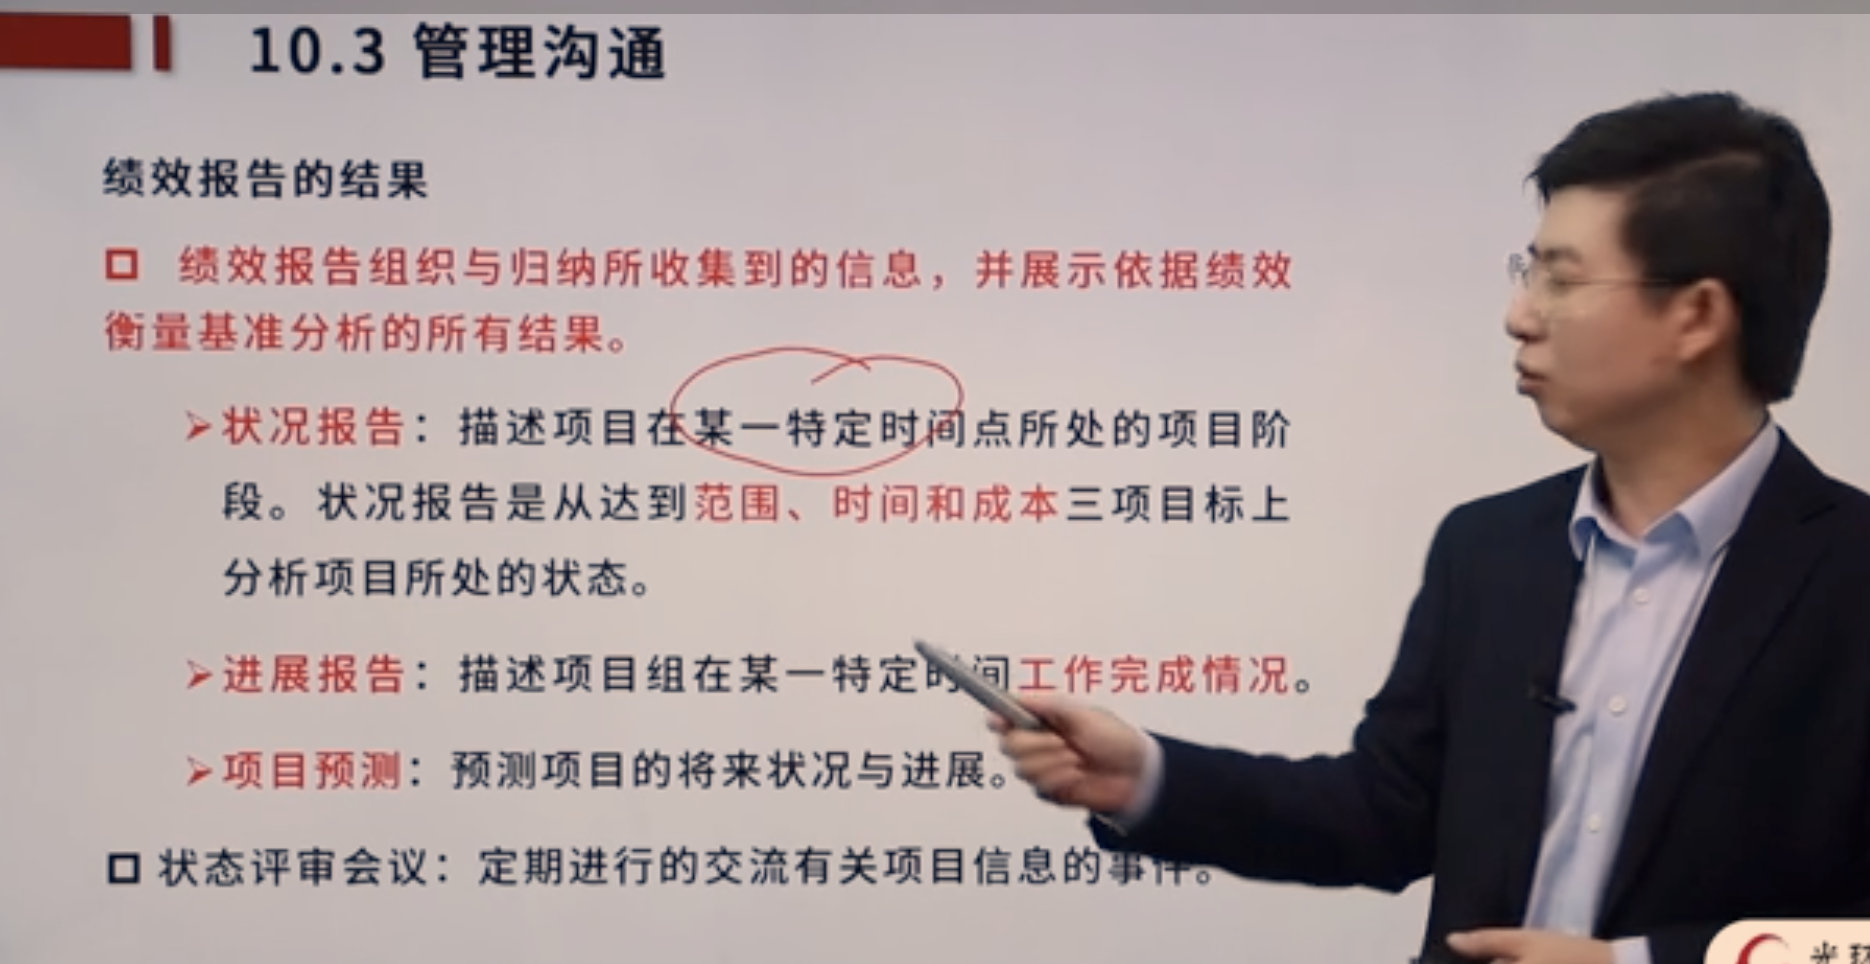 10.3 管理沟通
绩效报告的结果
绩效报告组织与归纳所收集到的信息，并展示依据绩效
衡量基准分析的所有结果。
状况报告：描述项目在某一特定时间点所处的项目阶
段。状况报告是从达到范围、时间和成本三项目标上
分析项目所处的状态。
进展报告：描述项目组在某一特定时间工作完成情况。
项目预测：预测项目的将来状况与进展。
状态评审会议：定期进行的交流有关项目信息的事件。
光环